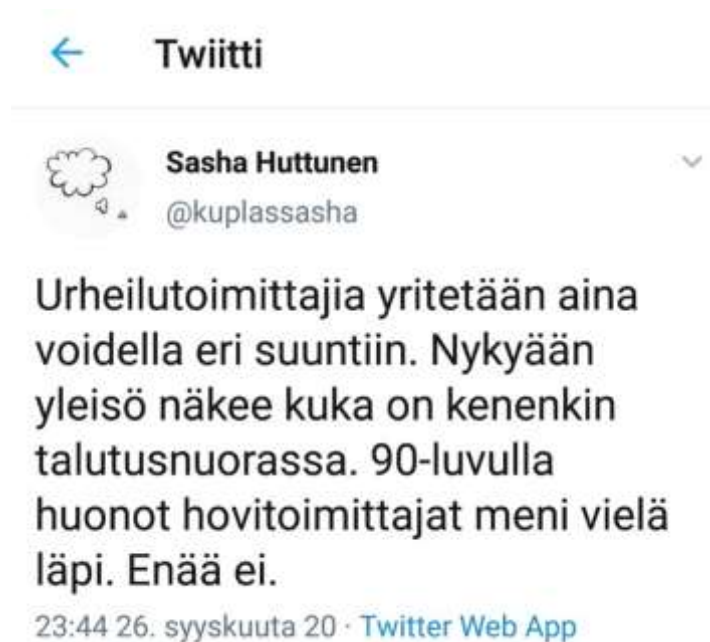 Twiitti
Sasha Huttunen
@kuplassasha
Urheilutoimittajia yritetään aina
voidella eri suuntiin. Nykyään
yleisö näkee kuka on kenenkin
talutusnuorassa. 90-luvulla
huonot hovitoimittajat meni vielä
läpi. Enää ei.
23:44 26. syyskuuta 20 · Twitter Web App